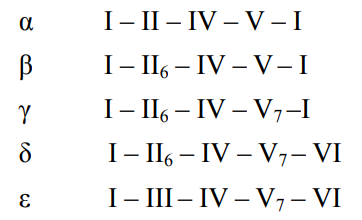 α I – II – IV – V – I
β I – II₆ – IV – V – I
γ I – II₆ – IV – V₇ –I
δ I – II₆ – IV – V₇ – VI
ε I – III– IV – V₇ – VI